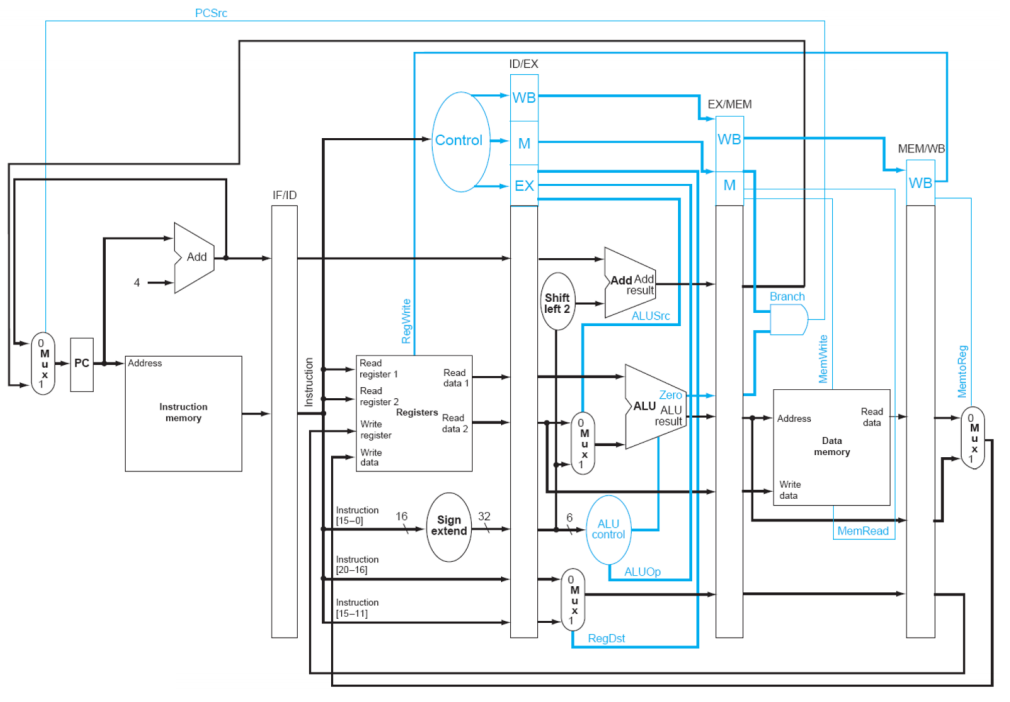 PCSrc
ID/EX
WB
EX/MEM
Control
M
WB
MEM/WB
EX
M
WB
IF/ID
Add
4
Add Add
result
Shift
left 2
Branch
ALUSrc
RegWrite
MemWrite
MemtoReg
0
M
u
x
1
PC
Address
Instruction
memory
Instruction
Read
register 1
Read
data 1
Read
register 2
Registers
Read
data 2
Write
register
Write
data
0
M
u
x
1
Zero
ALU
ALU
result
Address
Read
data
Data
memory
Write
data
0
M
u
x
1
Instruction
[15–0]
16
Sign
extend
32
6
ALU
control
MemRead
Instruction
[20–16]
ALUOp
0
M
u
x
1
Instruction
[15–11]
RegDst